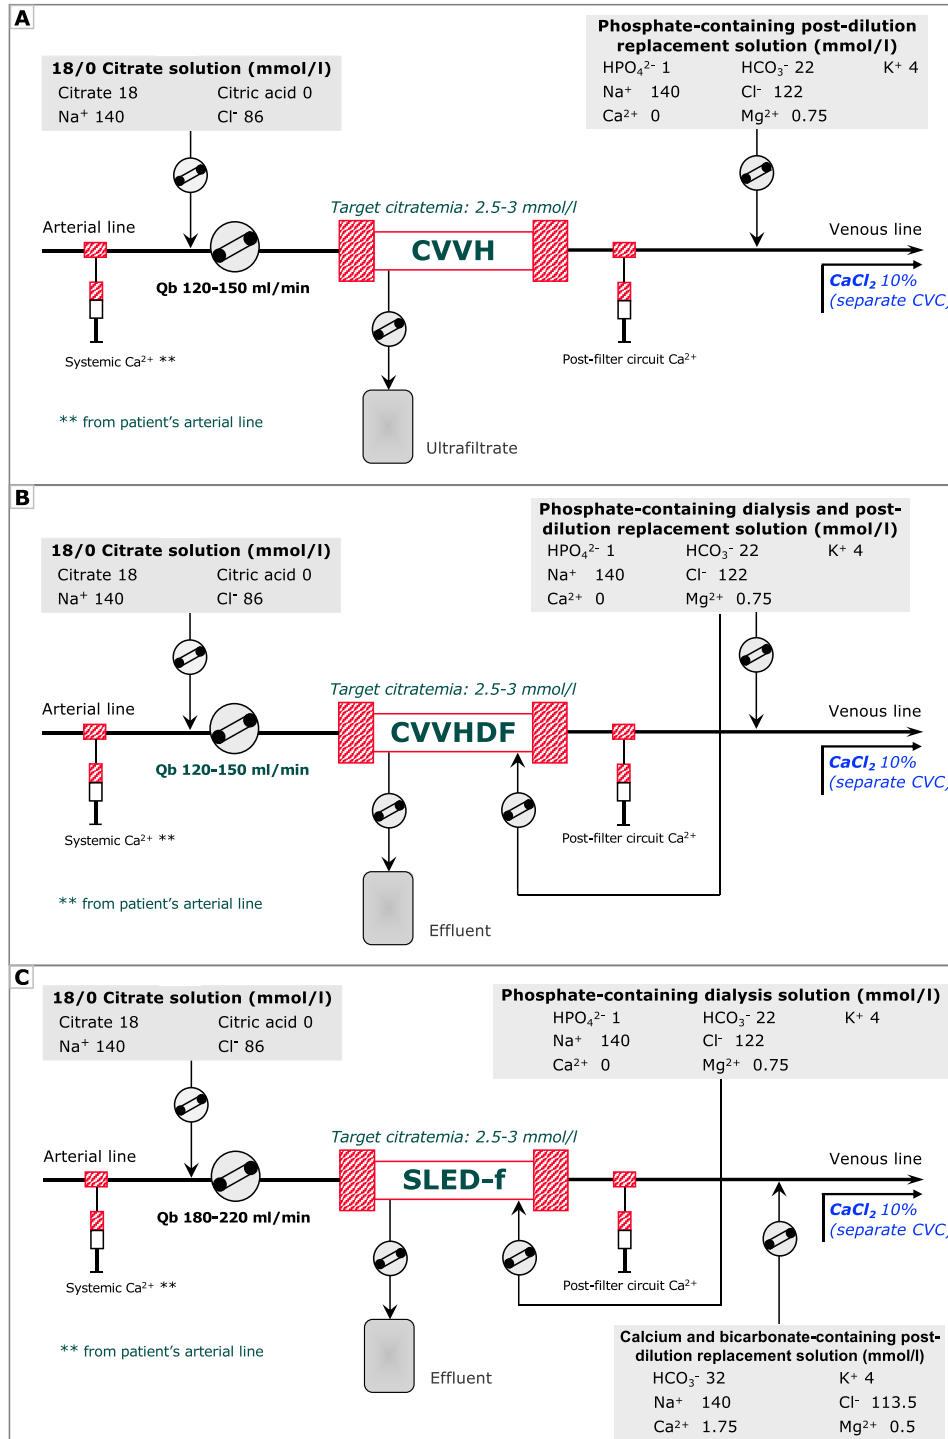 A
18/0 Citrate solution (mmol/l)
Citrate 18 Citric acid 0
Na⁺ 140 Cl⁻ 86
Phosphate-containing post-dilution
replacement solution (mmol/l)
HPO₄²⁻ 1 HCO₃⁻ 22 K⁺ 4
Na⁺ 140 Cl⁻ 122
Ca²⁺ 0 Mg²⁺ 0.75
Target citratemia: 2.5-3 mmol/l
Arterial line
CVVH
Venous line
Qb 120-150 ml/min
CaCl₂ 10%
(separate CVC)
Systemic Ca²⁺ **
Post-filter circuit Ca²⁺
** from patient's arterial line
Ultrafiltrate
B
18/0 Citrate solution (mmol/l)
Citrate 18 Citric acid 0
Na⁺ 140 Cl⁻ 86
Phosphate-containing dialysis and post-
dilution replacement solution (mmol/l)
HPO₄²⁻ 1 HCO₃⁻ 22 K⁺ 4
Na⁺ 140 Cl⁻ 122
Ca²⁺ 0 Mg²⁺ 0.75
Target citratemia: 2.5-3 mmol/l
Arterial line
CVVHDF
Venous line
Qb 120-150 ml/min
CaCl₂ 10%
(separate CVC)
Systemic Ca²⁺ **
Post-filter circuit Ca²⁺
** from patient's arterial line
Effluent
C
18/0 Citrate solution (mmol/l)
Citrate 18 Citric acid 0
Na⁺ 140 Cl⁻ 86
Phosphate-containing dialysis solution (mmol/l)
HPO₄²⁻ 1 HCO₃⁻ 22 K⁺ 4
Na⁺ 140 Cl⁻ 122
Ca²⁺ 0 Mg²⁺ 0.75
Target citratemia: 2.5-3 mmol/l
Arterial line
SLED-f
Venous line
Qb 180-220 ml/min
CaCl₂ 10%
(separate CVC)
Systemic Ca²⁺ **
Post-filter circuit Ca²⁺
** from patient's arterial line
Effluent
Calcium and bicarbonate-containing post-
dilution replacement solution (mmol/l)
HCO₃⁻ 32 K⁺ 4
Na⁺ 140 Cl⁻ 113.5
Ca²⁺ 1.75 Mg²⁺ 0.5